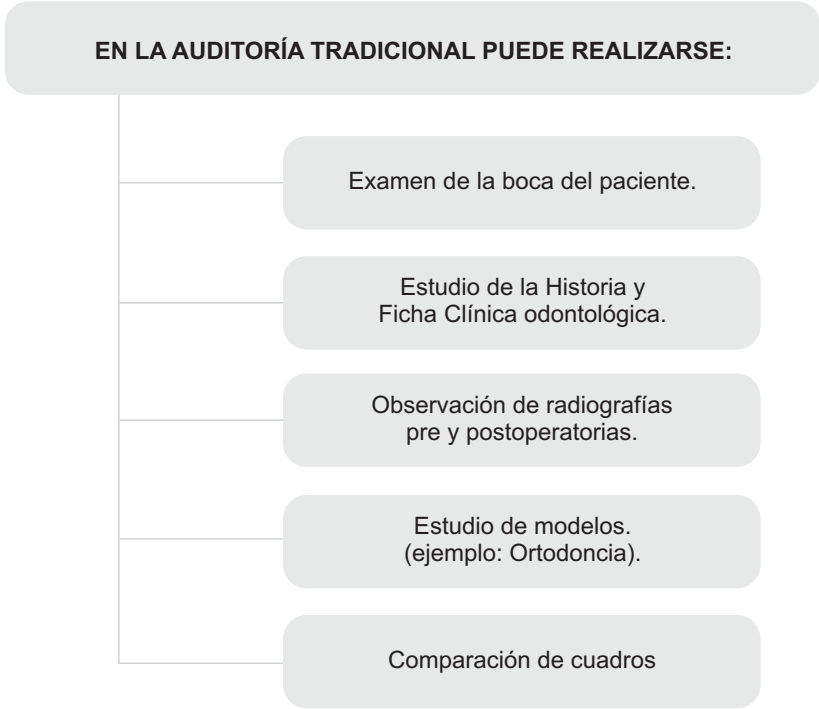 EN LA AUDITORÍA TRADICIONAL PUEDE REALIZARSE:
Examen de la boca del paciente.
Estudio de la Historia y
Ficha Clínica odontológica.
Observación de radiografías
pre y postoperatorias.
Estudio de modelos.
(ejemplo: Ortodoncia).
Comparación de cuadros